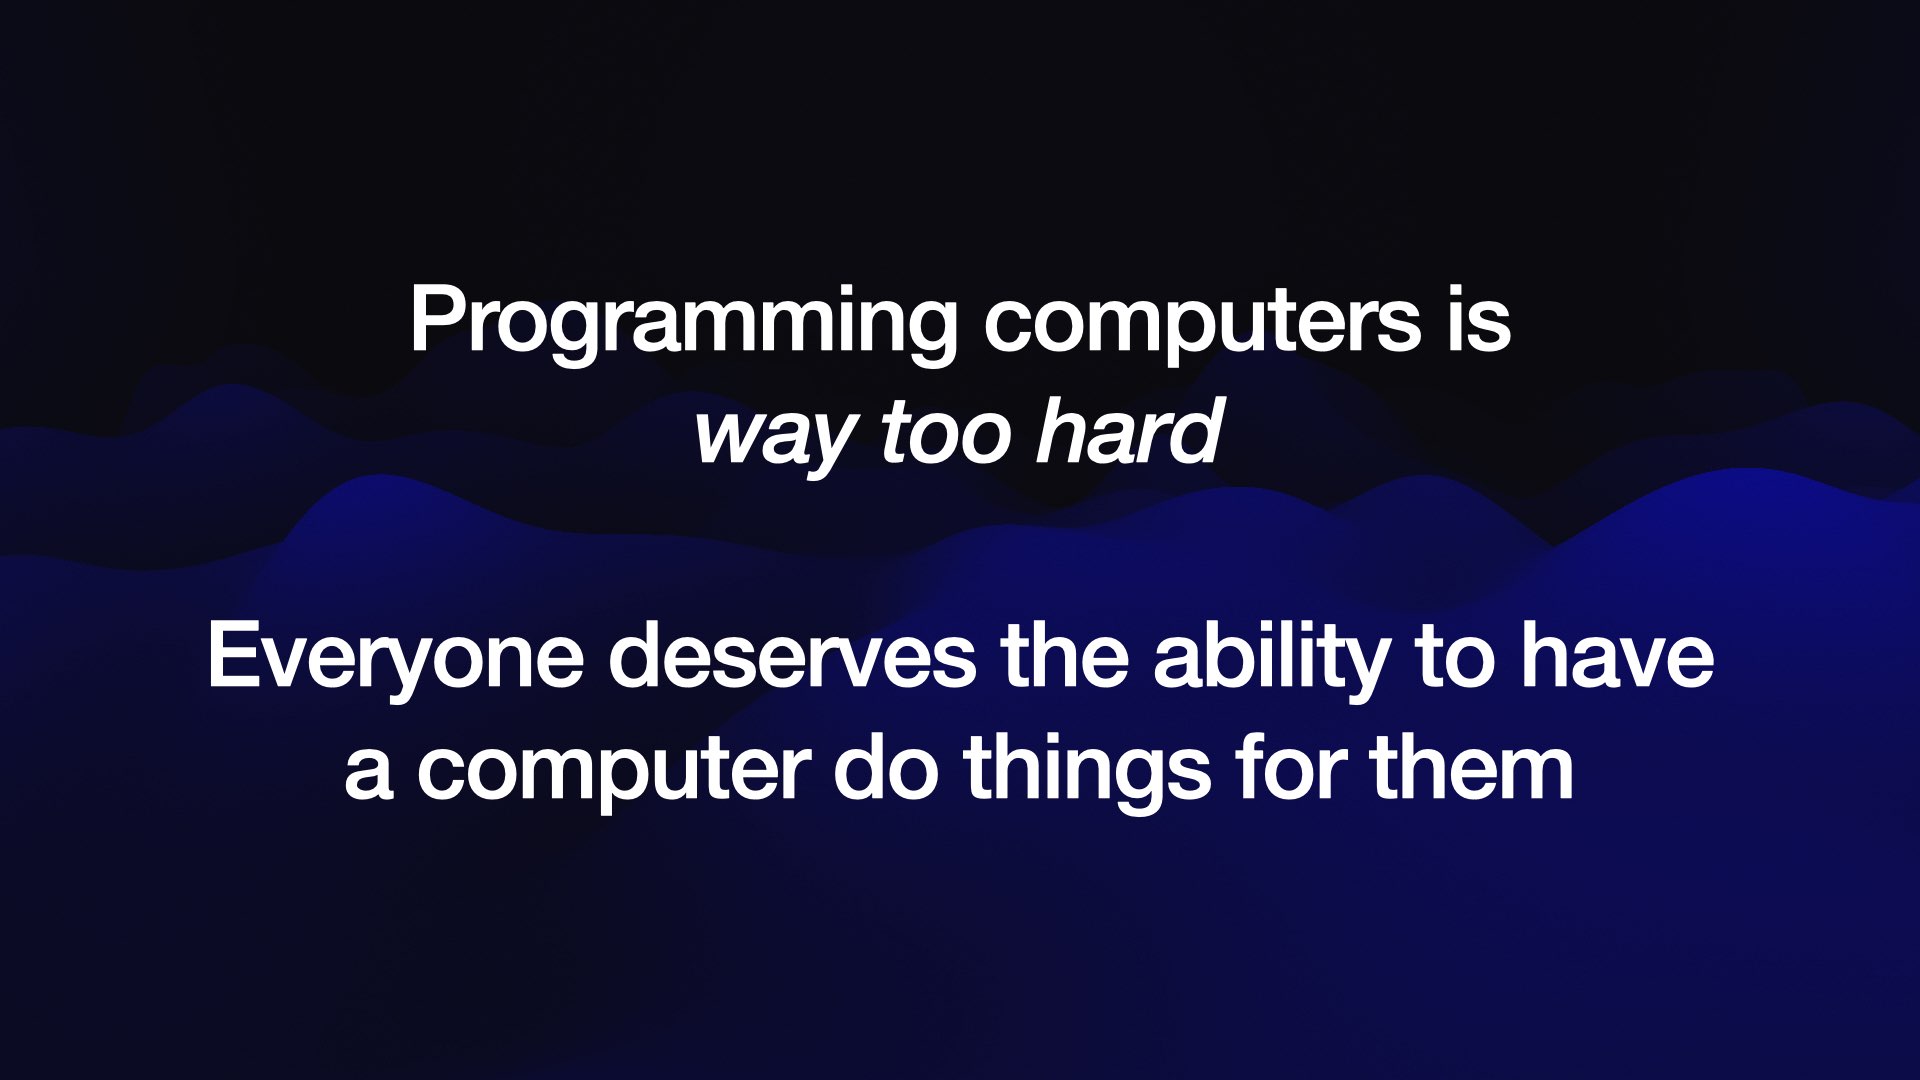 Programming computers is
way too hard
Everyone deserves the ability to have
a computer do things for them